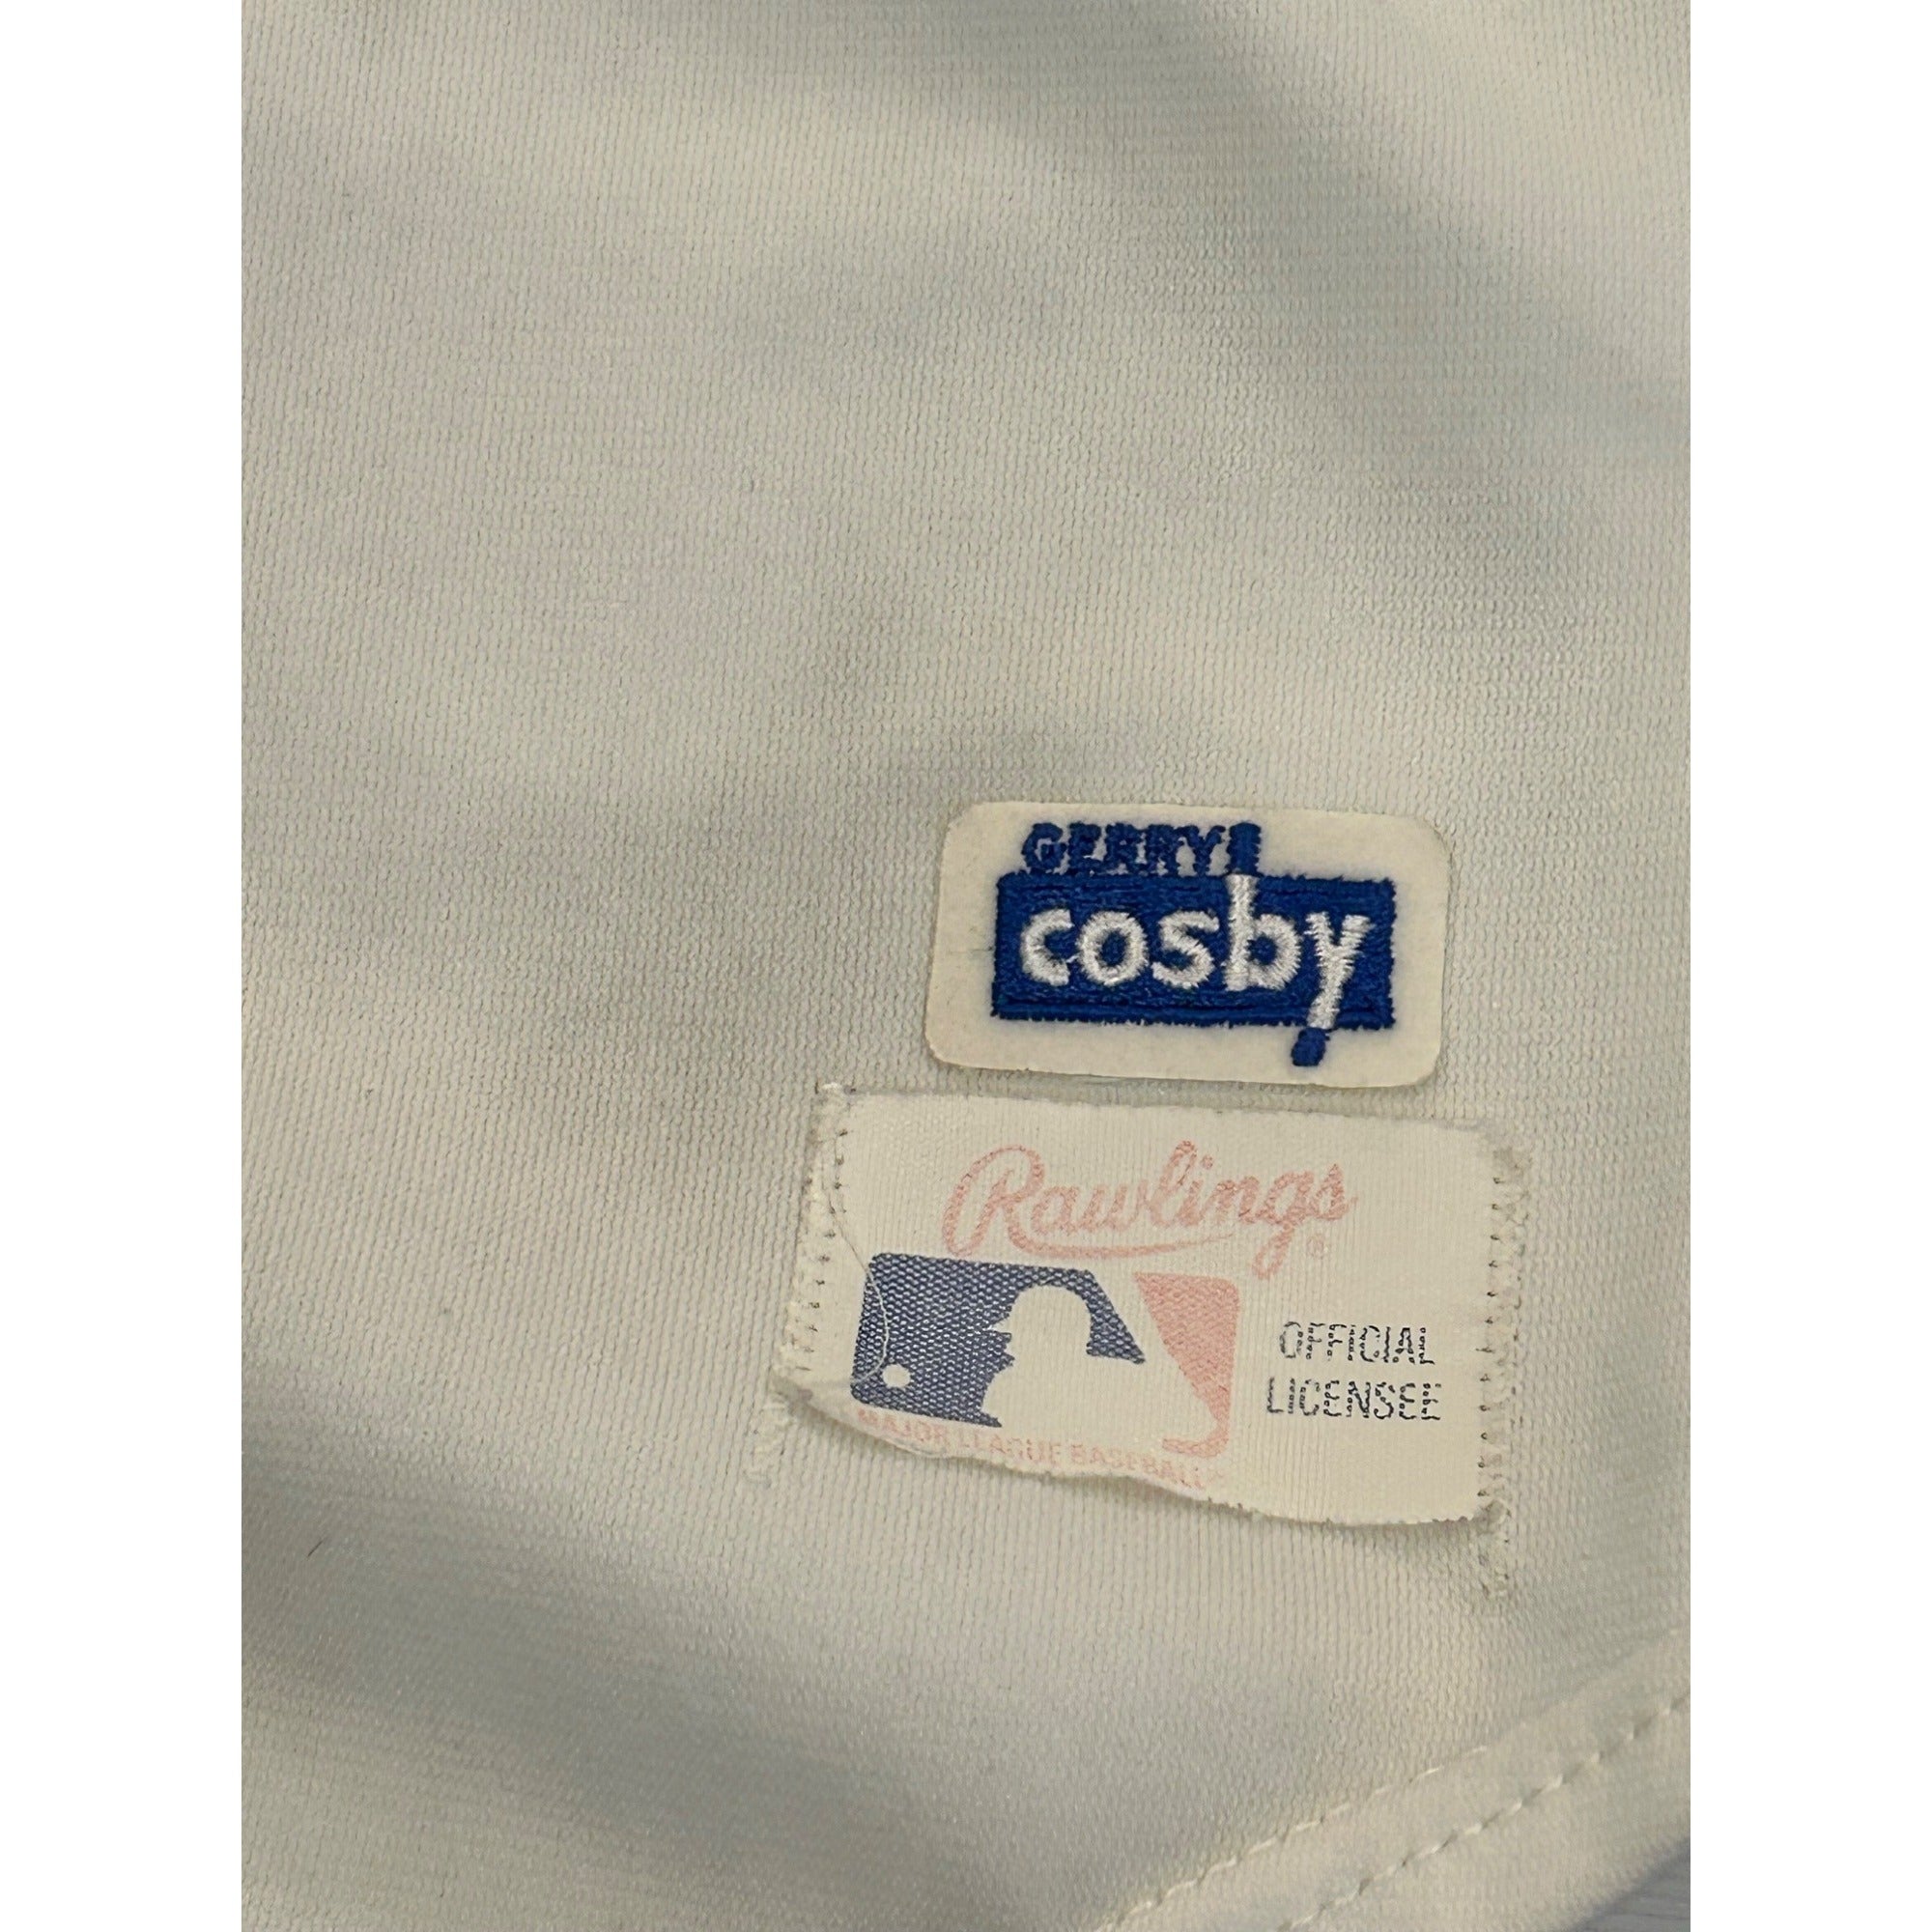 GERRY
cosby
Rawlings®
OFFICIAL
LICENSEE
MAJOR LEAGUE BASEBALL